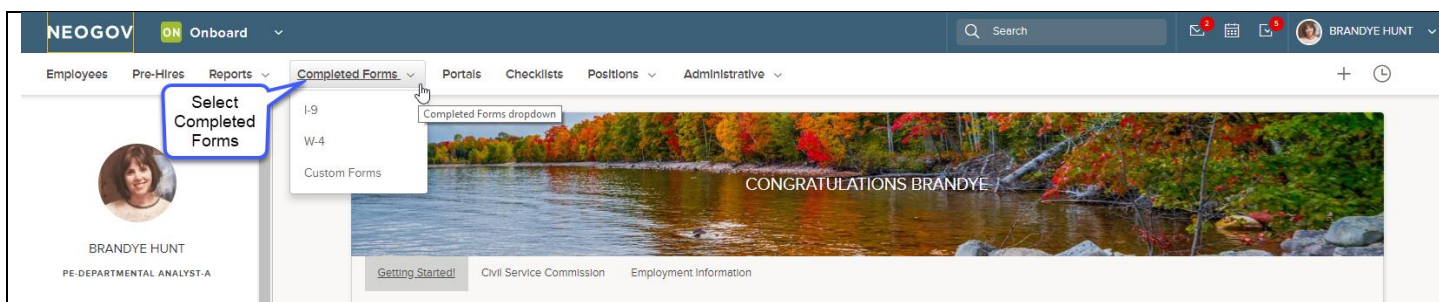 NEOGOV ON Onboard Search 2 5 BRANDYE HUNT
Employees Pre-Hires Reports Completed Forms Portals Checklists Positions Administrative
Select
Completed
Forms
I-9
Completed Forms dropdown
W-4
Custom Forms
CONGRATULATIONS BRANDYE
BRANDYE HUNT
PE-DEPARTMENTAL ANALYST-A
Getting Started! Civil Service Commission Employment Information